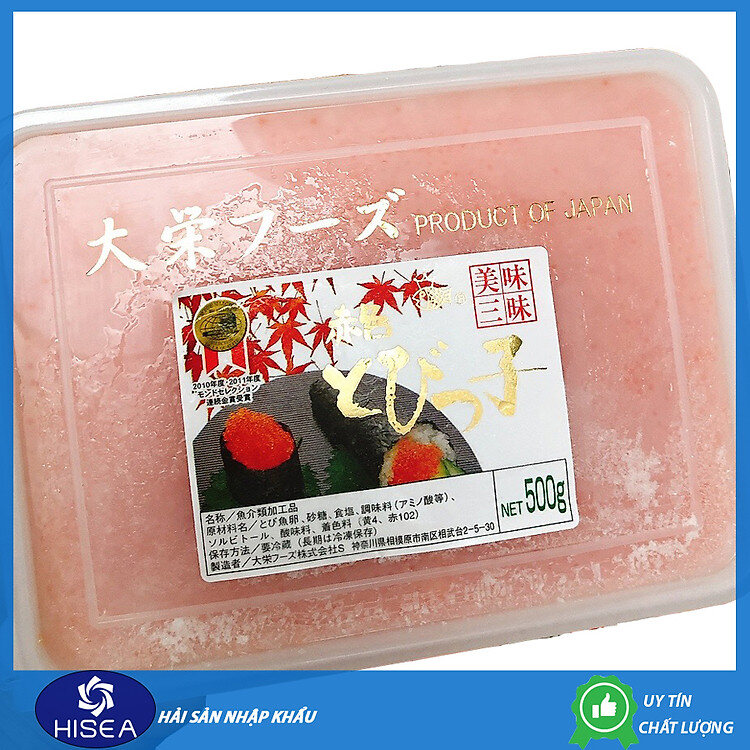 大栄フーズ PRODUCT OF JAPAN
美味
三昧
とびっ子
2010年度・2011年度
モンドセレクション
連続金賞受賞
名称/魚介類加工品
原材料名/とび魚卵、砂糖、食塩、調味料(アミノ酸等)、
ソルビトール、酸味料、着色料(黄4、赤102)
保存方法/要冷蔵(長期は冷凍保存)
製造者/大栄フーズ株式会社S 神奈川県相模原市南区相武台2-5-30
NET 500g
HISEA
HẢI SẢN NHẬP KHẨU
UY TÍN
CHẤT LƯỢNG